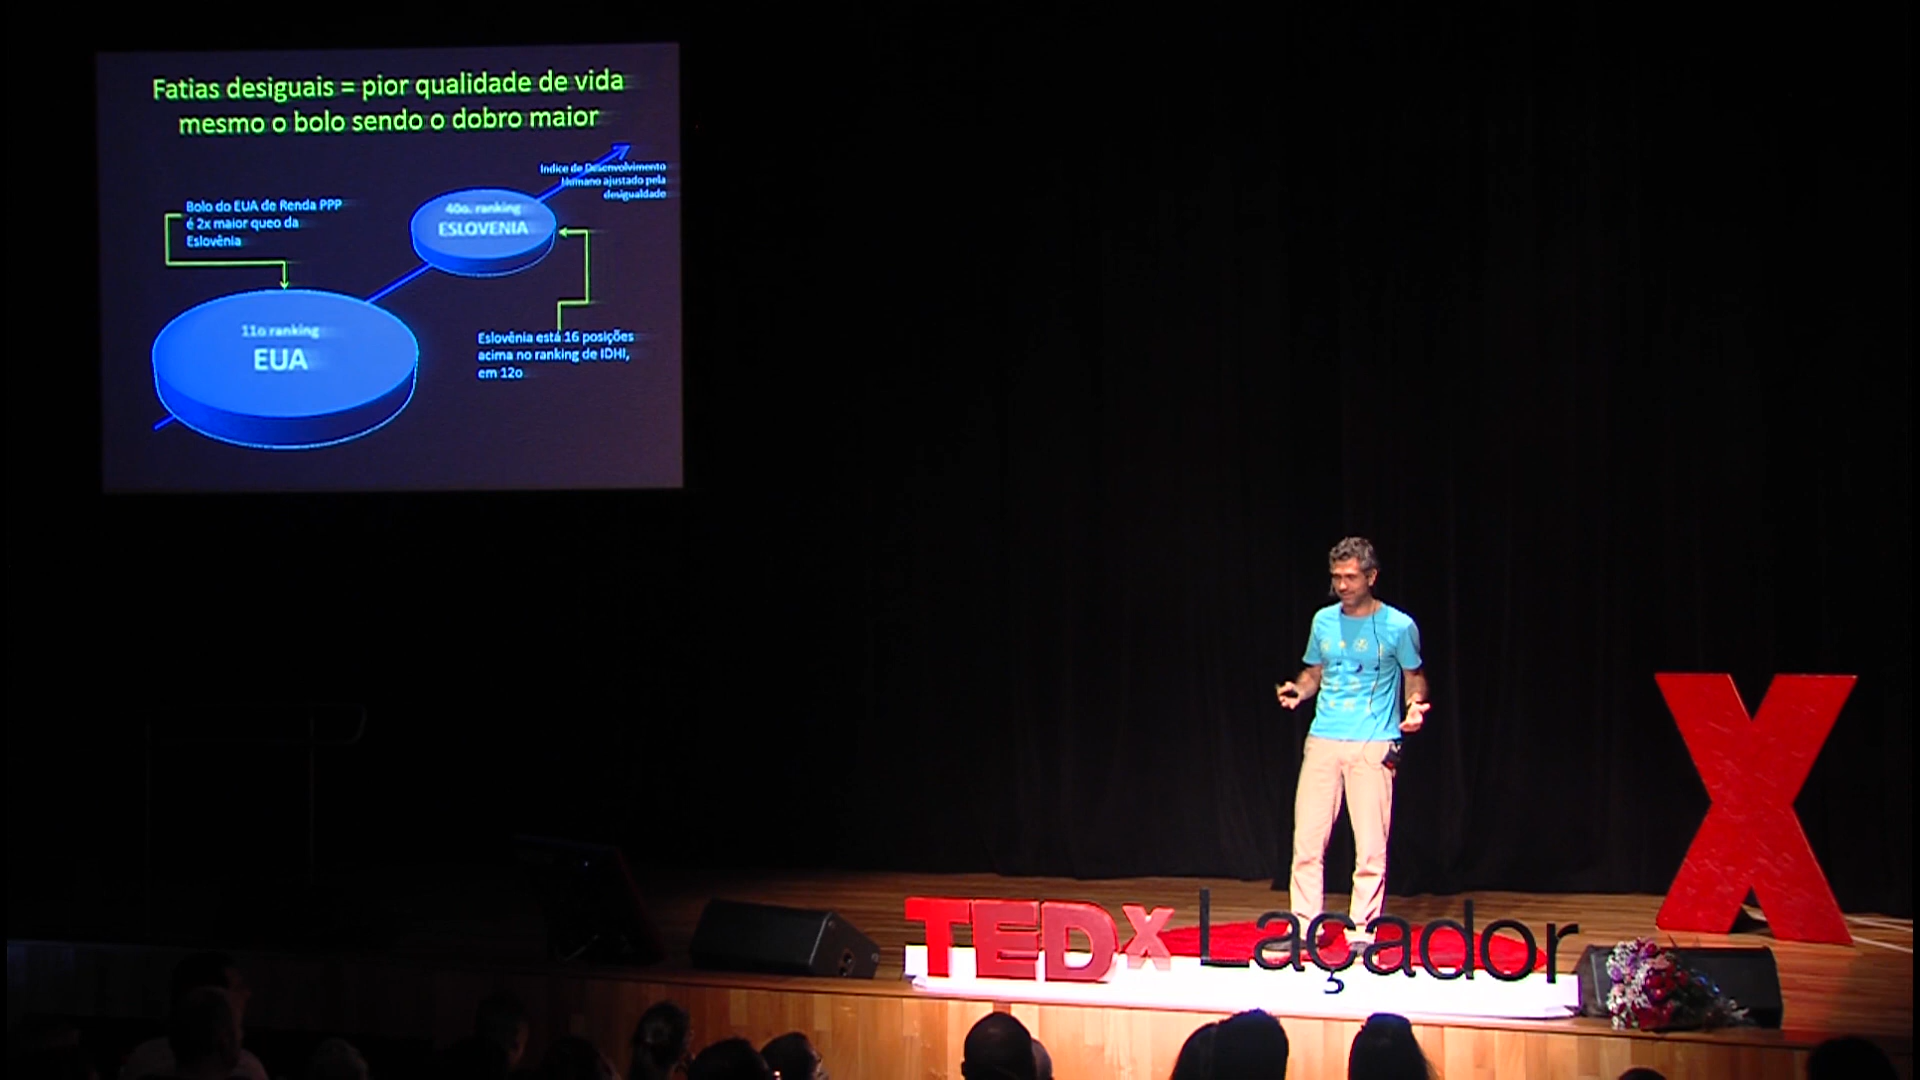 Fatias desiguais = pior qualidade de vida
mesmo o bolo sendo o dobro maior
Indice de Desenvolvimento
Humano ajustado pela
desigualdade
Bolo do EUA de Renda PPP
é 2x maior queo da
Eslovênia
40o. ranking
ESLOVENIA
11o ranking
EUA
Eslovênia está 16 posições
acima no ranking de IDHI,
em 12o
X
TEDx Laçador